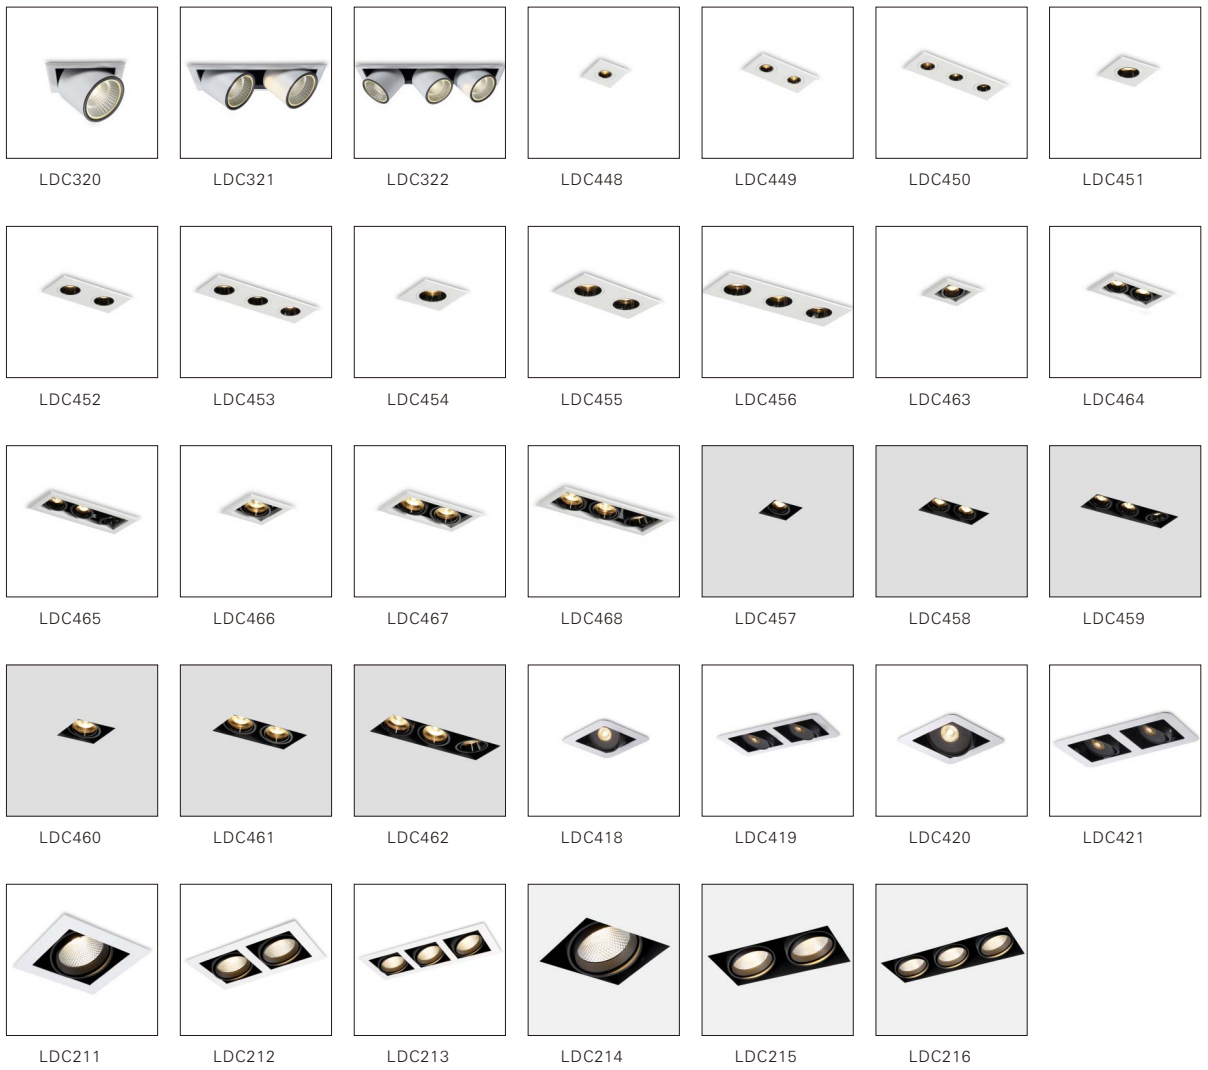 LDC320 LDC321 LDC322 LDC448 LDC449 LDC450 LDC451
LDC452 LDC453 LDC454 LDC455 LDC456 LDC463 LDC464
LDC465 LDC466 LDC467 LDC468 LDC457 LDC458 LDC459
LDC460 LDC461 LDC462 LDC418 LDC419 LDC420 LDC421
LDC211 LDC212 LDC213 LDC214 LDC215 LDC216